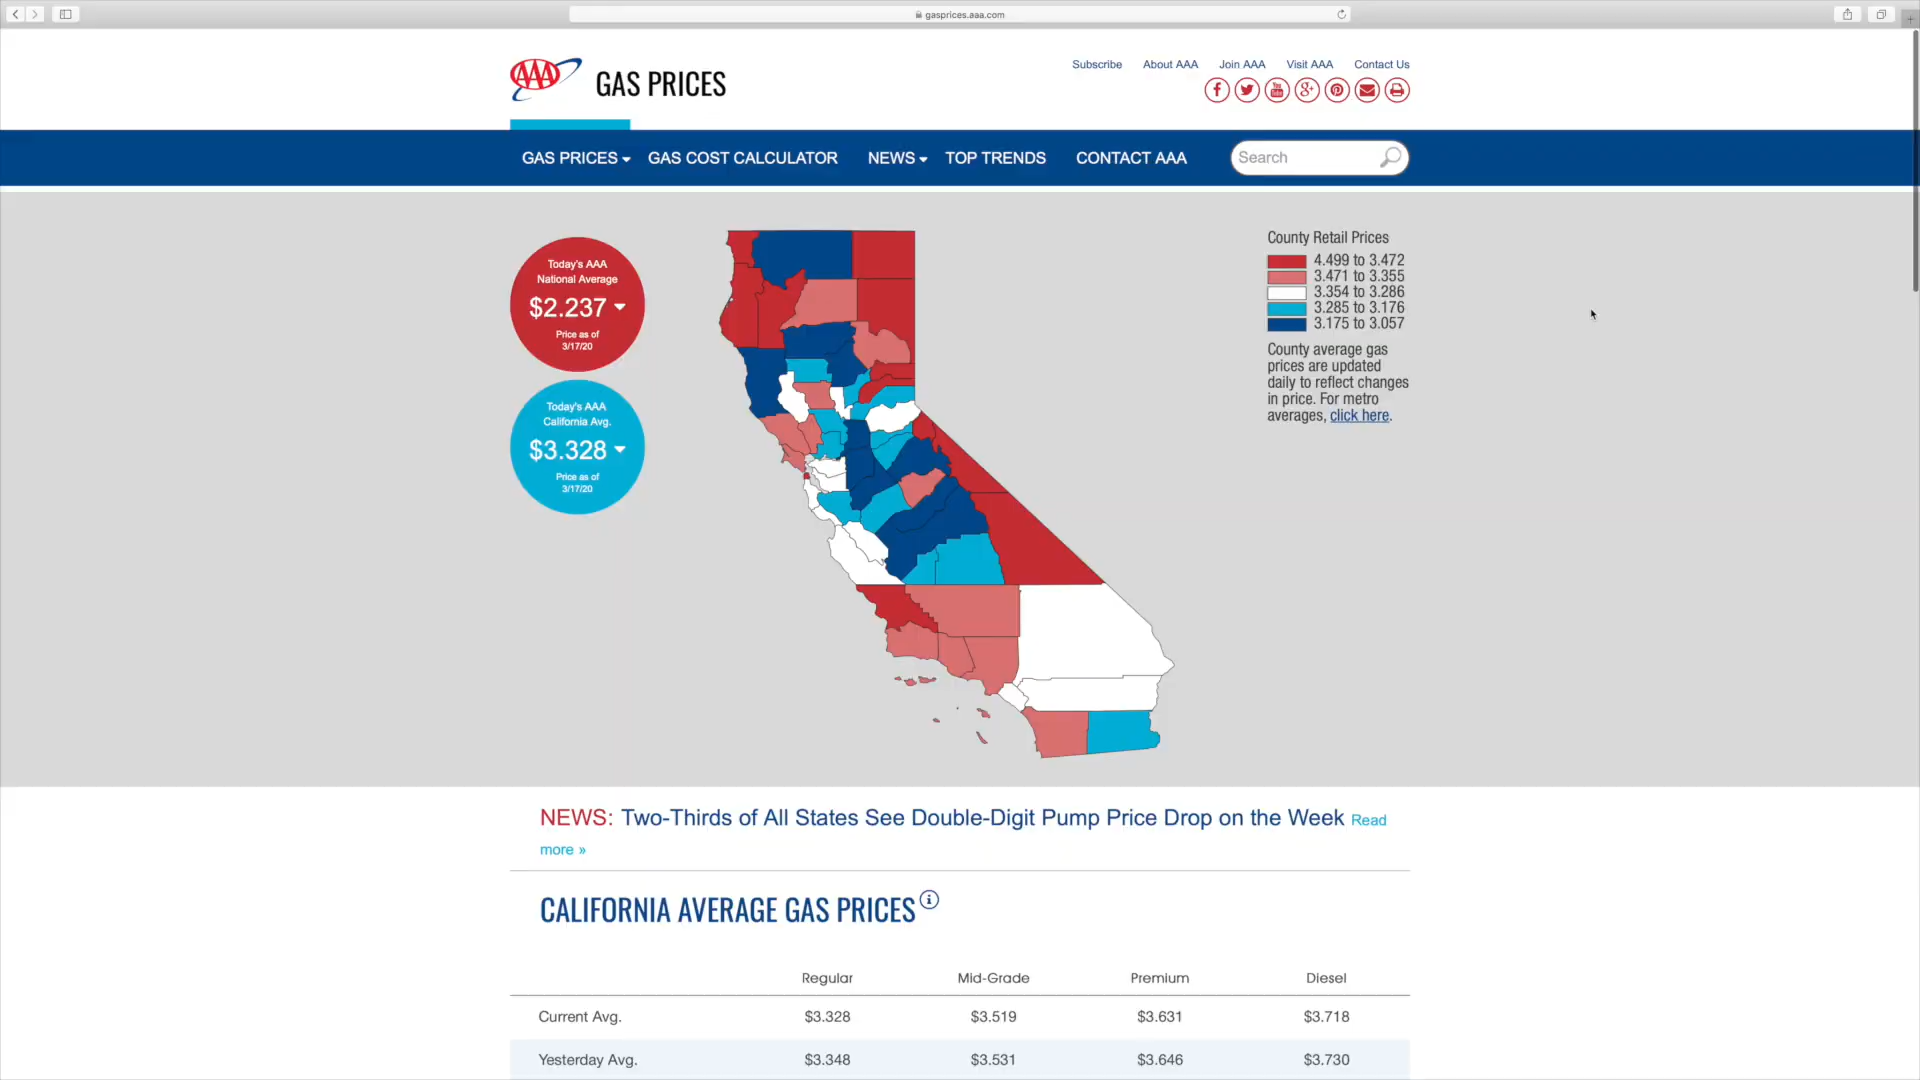 gasprices.aaa.com
AAA
GAS PRICES
Subscribe About AAA Join AAA Visit AAA Contact Us
GAS PRICES GAS COST CALCULATOR NEWS TOP TRENDS CONTACT AAA Search
Today's AAA
National Average
$2.237
Price as of
3/17/20
Today's AAA
California Avg.
$3.328
Price as of
3/17/20
County Retail Prices
4.499 to 3.472
3.471 to 3.355
3.354 to 3.286
3.285 to 3.176
3.175 to 3.057
County average gas
prices are updated
daily to reflect changes
in price. For metro
averages, click here.
NEWS: Two-Thirds of All States See Double-Digit Pump Price Drop on the Week Read
more »
CALIFORNIA AVERAGE GAS PRICES
Regular Mid-Grade Premium Diesel
Current Avg. $3.328 $3.519 $3.631 $3.718
Yesterday Avg. $3.348 $3.531 $3.646 $3.730